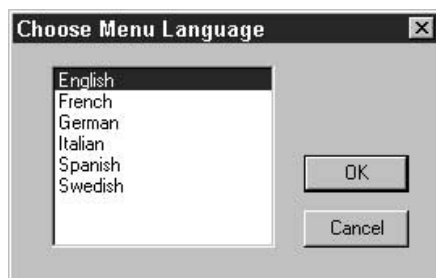 Choose Menu Language
English
French
German
Italian
Spanish
Swedish
OK
Cancel